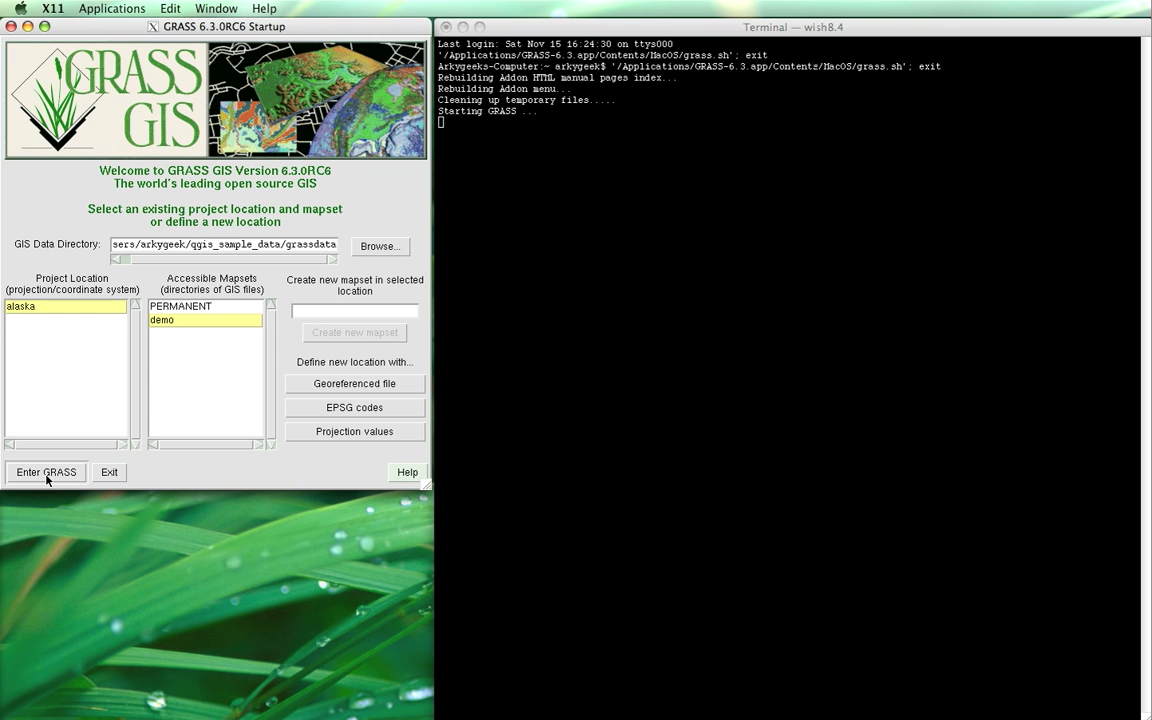 X11 Applications Edit Window Help
GRASS 6.3.0RC6 Startup
GRASS
GIS
Welcome to GRASS GIS Version 6.3.0RC6
The world's leading open source GIS
Select an existing project location and mapset
or define a new location
GIS Data Directory: sers/arkygeek/qgis_sample_data/grassdata Browse...
Project Location
(projection/coordinate system)
alaska
Accessible Mapsets
(directories of GIS files)
PERMANENT
demo
Create new mapset in selected
location
Create new mapset
Define new location with...
Georeferenced file
EPSG codes
Projection values
Enter GRASS Exit Help
Terminal — wish8.4
Last login: Sat Nov 15 16:24:30 on ttys000
'/Applications/GRASS-6.3.app/Contents/MacOS/grass.sh'; exit
Arkygeeks-Computer:~ arkygeek$ '/Applications/GRASS-6.3.app/Contents/MacOS/grass.sh'; exit
Rebuilding Addon HTML manual pages index...
Rebuilding Addon menu...
Cleaning up temporary files.....
Starting GRASS ...